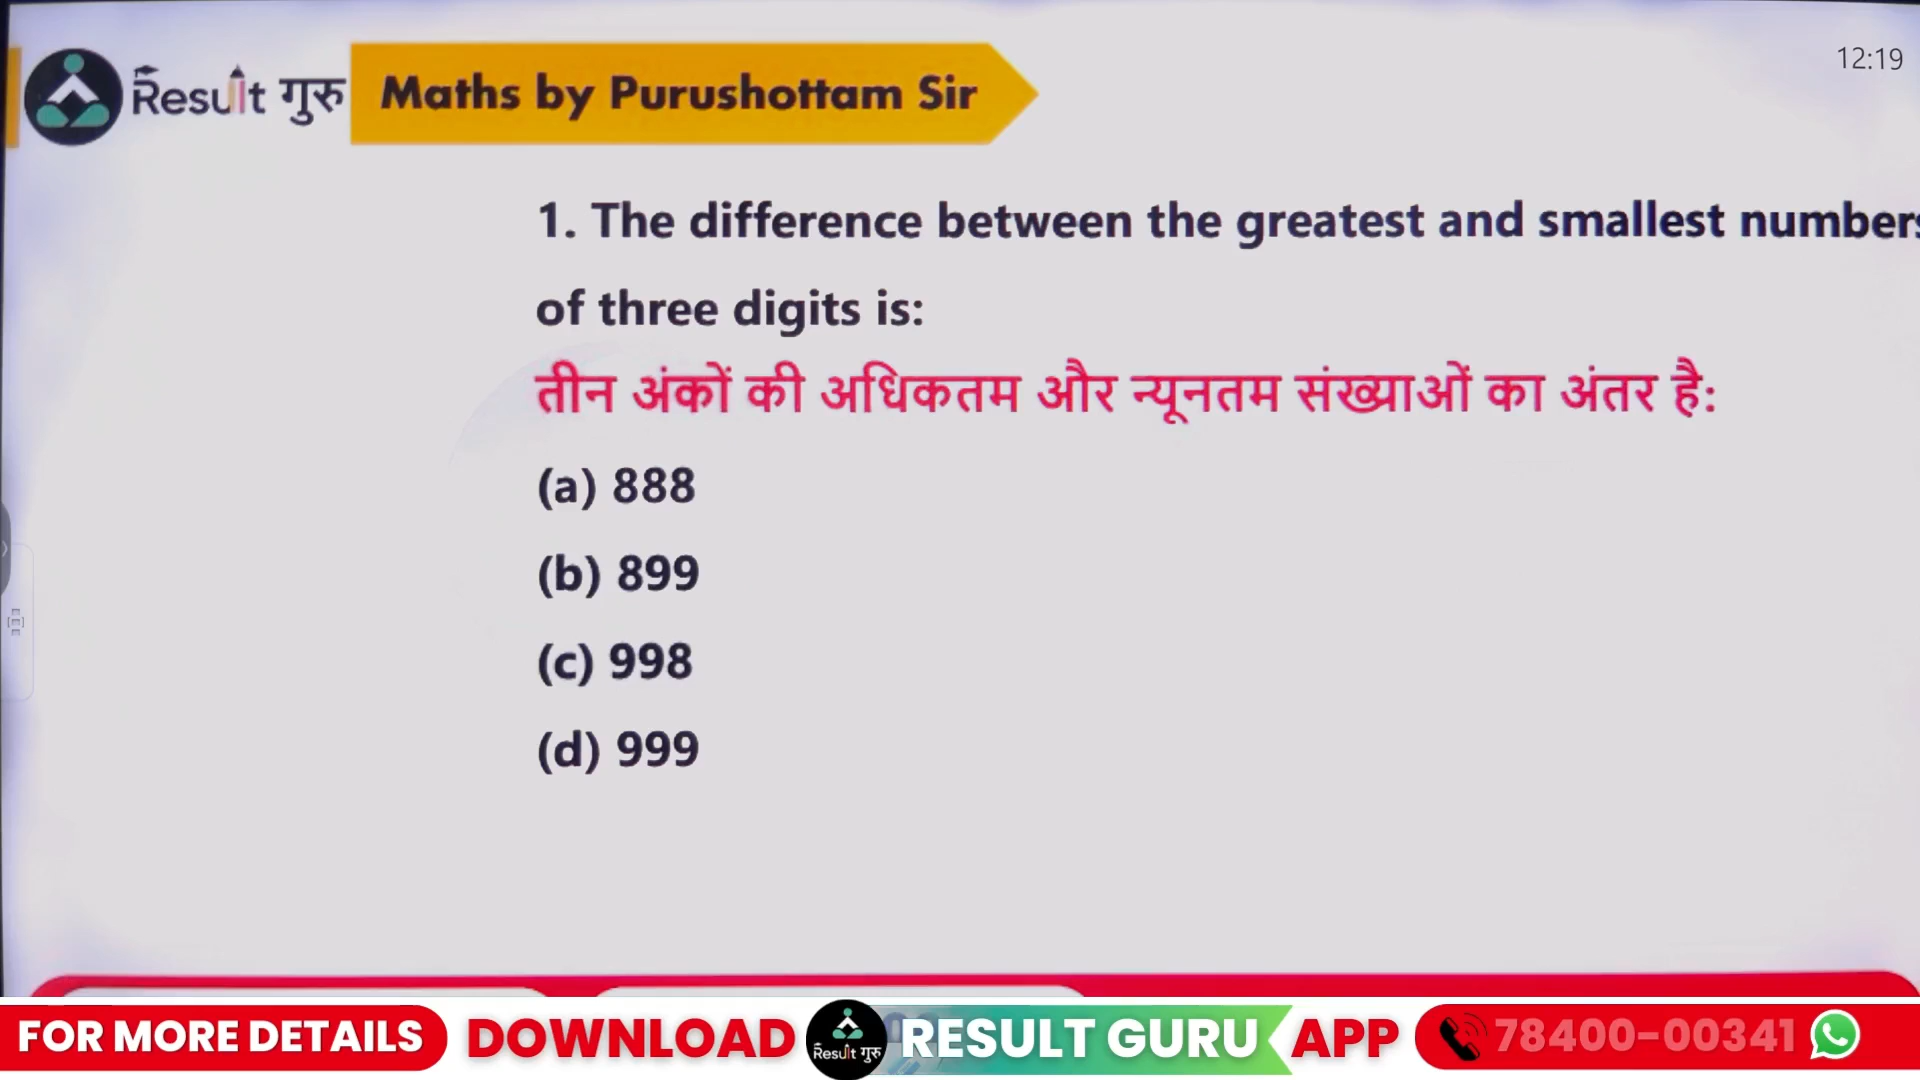 Result गुरु
Maths by Purushottam Sir
12:19
1. The difference between the greatest and smallest numbers
of three digits is:
तीन अंकों की अधिकतम और न्यूनतम संख्याओं का अंतर है:
(a) 888
(b) 899
(c) 998
(d) 999
FOR MORE DETAILS DOWNLOAD Result गुरु RESULT GURU APP 78400-00341